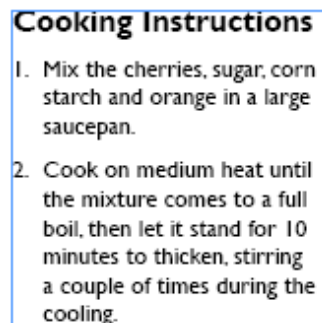 Cooking Instructions
1. Mix the cherries, sugar, corn
starch and orange in a large
saucepan.
2. Cook on medium heat until
the mixture comes to a full
boil, then let it stand for 10
minutes to thicken, stirring
a couple of times during the
cooling.